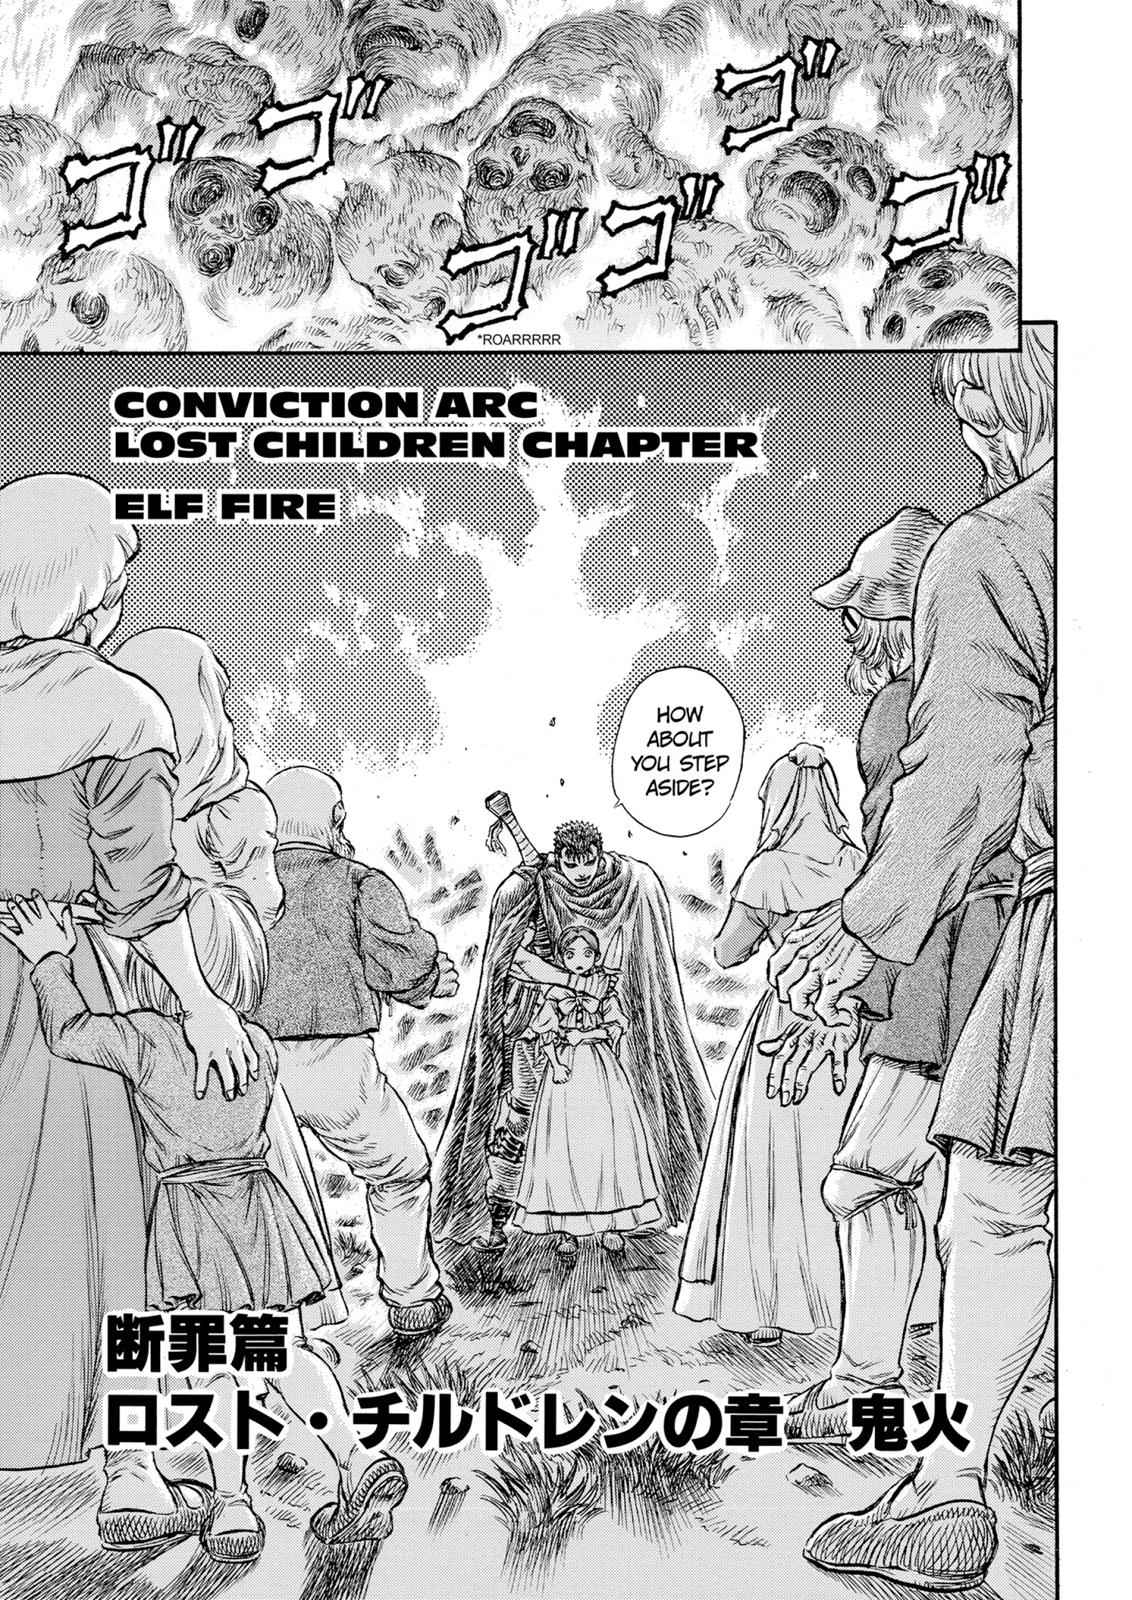 ゴゴゴゴゴゴ
*ROARRRRR
CONVICTION ARC
LOST CHILDREN CHAPTER
ELF FIRE
HOW
ABOUT
YOU STEP
ASIDE?
断罪篇
ロスト・チルドレンの章 鬼火